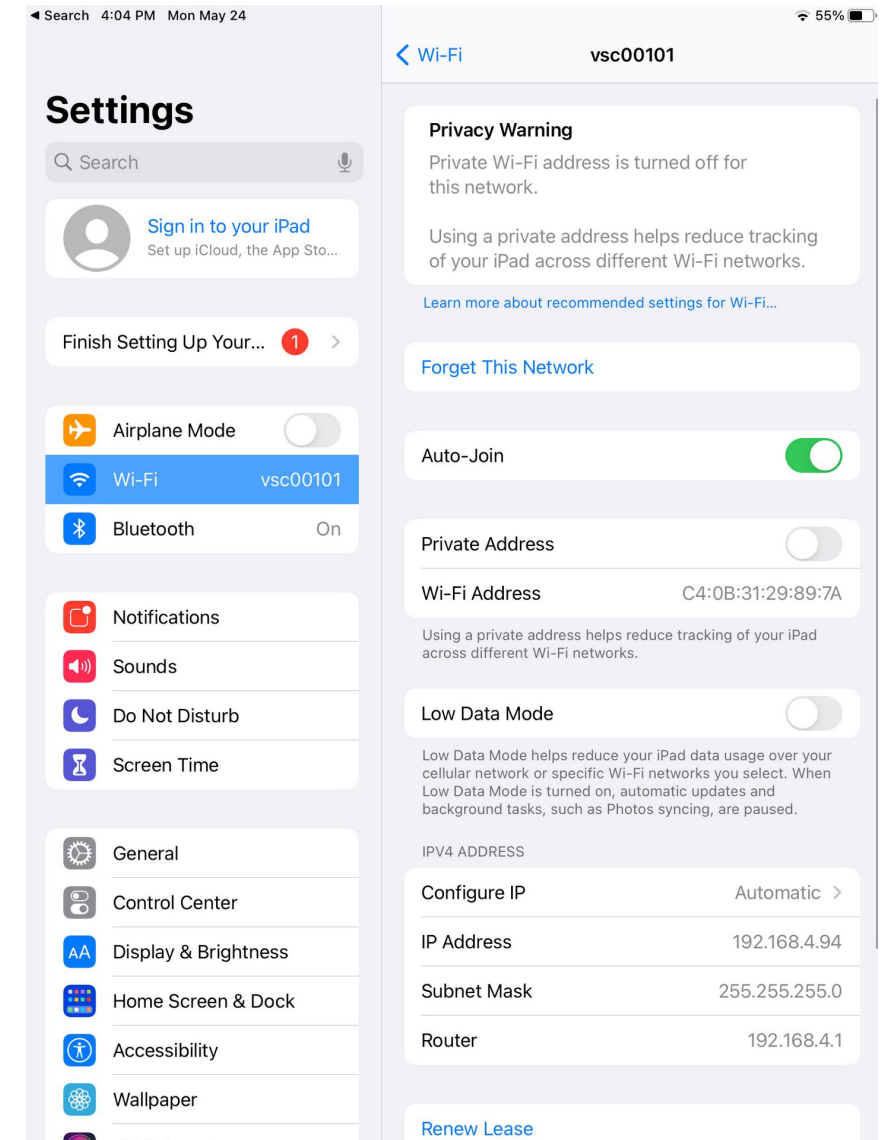 Search 4:04 PM Mon May 24
55%
Settings
Search
Sign in to your iPad
Set up iCloud, the App Sto...
Finish Setting Up Your... 1
Airplane Mode
Wi-Fi vsc00101
Bluetooth On
Notifications
Sounds
Do Not Disturb
Screen Time
General
Control Center
AA Display & Brightness
Home Screen & Dock
Accessibility
Wallpaper
Wi-Fi
vsc00101
Privacy Warning
Private Wi-Fi address is turned off for
this network.
Using a private address helps reduce tracking
of your iPad across different Wi-Fi networks.
Learn more about recommended settings for Wi-Fi...
Forget This Network
Auto-Join
Private Address
Wi-Fi Address C4:0B:31:29:89:7A
Using a private address helps reduce tracking of your iPad
across different Wi-Fi networks.
Low Data Mode
Low Data Mode helps reduce your iPad data usage over your
cellular network or specific Wi-Fi networks you select. When
Low Data Mode is turned on, automatic updates and
background tasks, such as Photos syncing, are paused.
IPV4 ADDRESS
Configure IP Automatic
IP Address 192.168.4.94
Subnet Mask 255.255.255.0
Router 192.168.4.1
Renew Lease